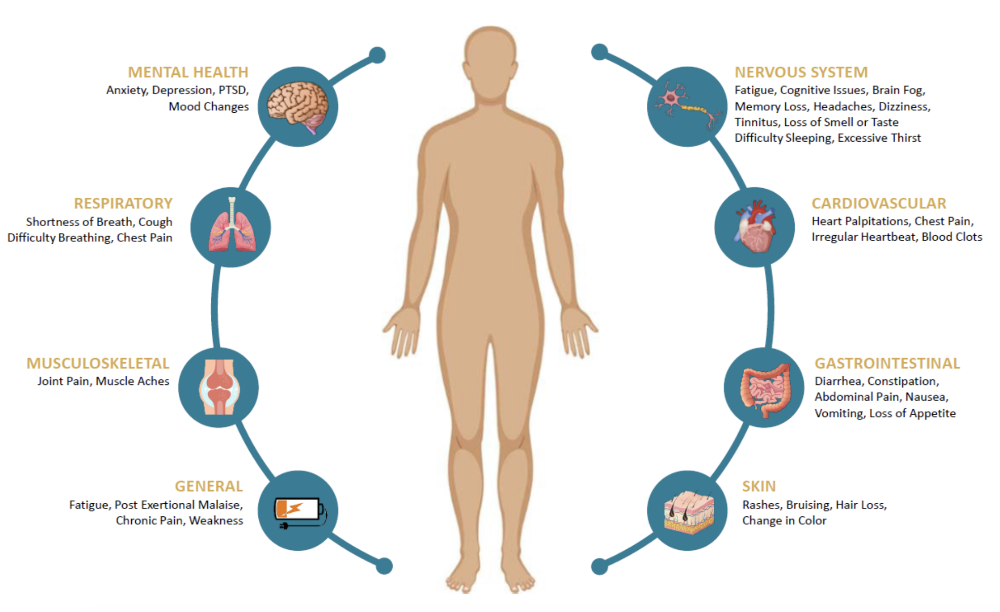 MENTAL HEALTH
Anxiety, Depression, PTSD,
Mood Changes
RESPIRATORY
Shortness of Breath, Cough
Difficulty Breathing, Chest Pain
MUSCULOSKELETAL
Joint Pain, Muscle Aches
GENERAL
Fatigue, Post Exertional Malaise,
Chronic Pain, Weakness
NERVOUS SYSTEM
Fatigue, Cognitive Issues, Brain Fog,
Memory Loss, Headaches, Dizziness,
Tinnitus, Loss of Smell or Taste
Difficulty Sleeping, Excessive Thirst
CARDIOVASCULAR
Heart Palpitations, Chest Pain,
Irregular Heartbeat, Blood Clots
GASTROINTESTINAL
Diarrhea, Constipation,
Abdominal Pain, Nausea,
Vomiting, Loss of Appetite
SKIN
Rashes, Bruising, Hair Loss,
Change in Color